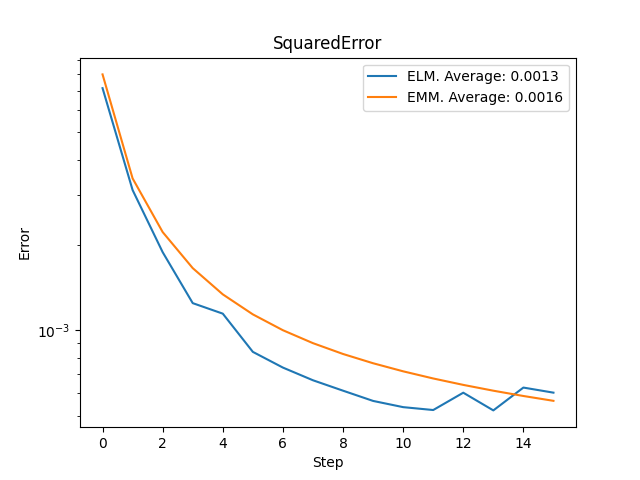 SquaredError
ELM. Average: 0.0013
EMM. Average: 0.0016
Error
10⁻³
0 2 4 6 8 10 12 14
Step